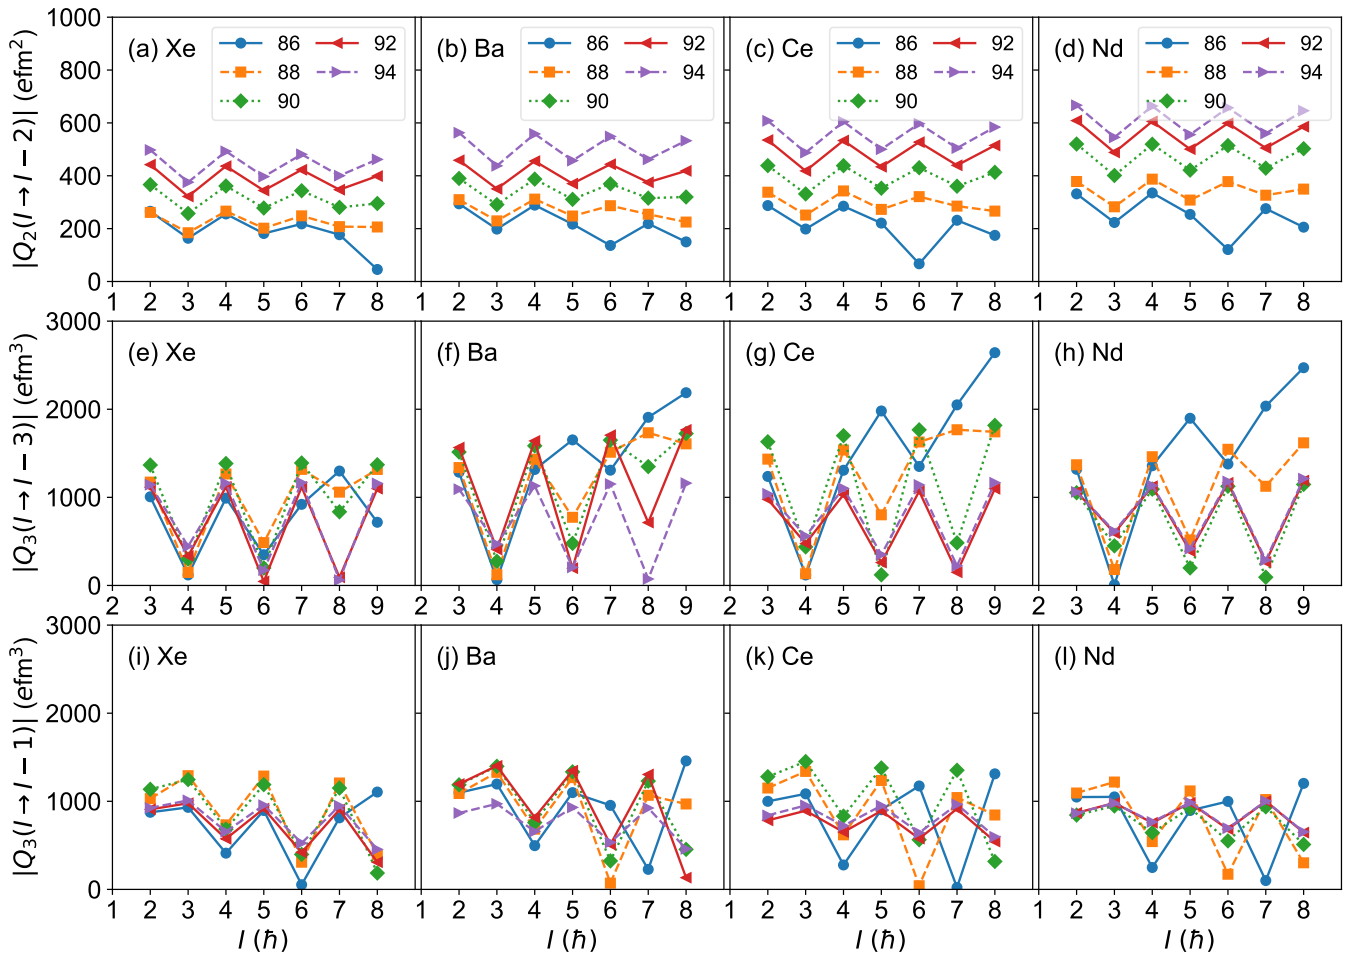 |Q₂(I → I − 2)| (efm²)
1000
800
600
400
200
0
(a) Xe
86
88
90
92
94
(b) Ba
86
88
90
92
94
(c) Ce
86
88
90
92
94
(d) Nd
86
88
90
92
94
1 2 3 4 5 6 7 8
1 2 3 4 5 6 7 8
1 2 3 4 5 6 7 8
1 2 3 4 5 6 7 8
|Q₃(I → I − 3)| (efm³)
3000
2000
1000
0
(e) Xe
(f) Ba
(g) Ce
(h) Nd
2 3 4 5 6 7 8 9
2 3 4 5 6 7 8 9
2 3 4 5 6 7 8 9
2 3 4 5 6 7 8 9
|Q₃(I → I − 1)| (efm³)
3000
2000
1000
0
(i) Xe
(j) Ba
(k) Ce
(l) Nd
1 2 3 4 5 6 7 8
1 2 3 4 5 6 7 8
1 2 3 4 5 6 7 8
1 2 3 4 5 6 7 8
I (ħ)
I (ħ)
I (ħ)
I (ħ)